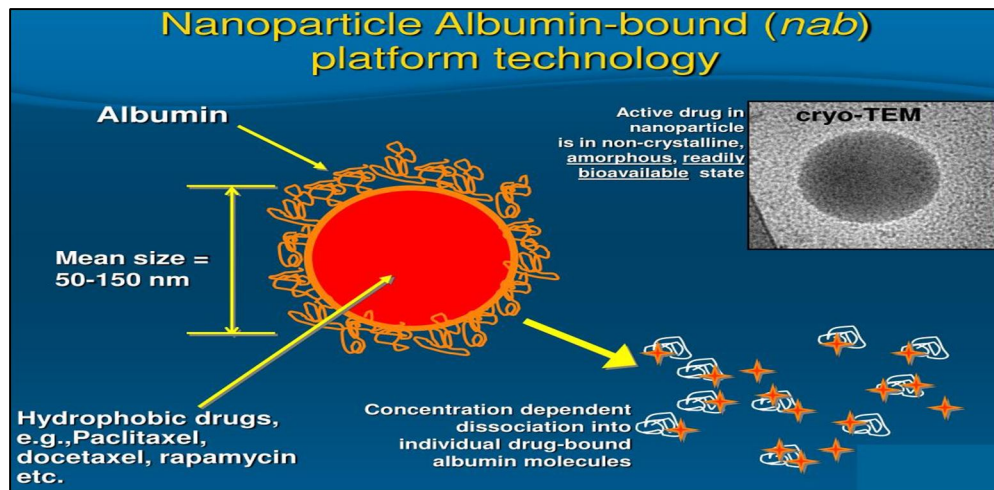 Nanoparticle Albumin-bound (nab)
platform technology
Albumin
Active drug in
nanoparticle
is in non-crystalline,
amorphous, readily
bioavailable state
cryo-TEM
Mean size =
50-150 nm
Hydrophobic drugs,
e.g.,Paclitaxel,
docetaxel, rapamycin
etc.
Concentration dependent
dissociation into
individual drug-bound
albumin molecules